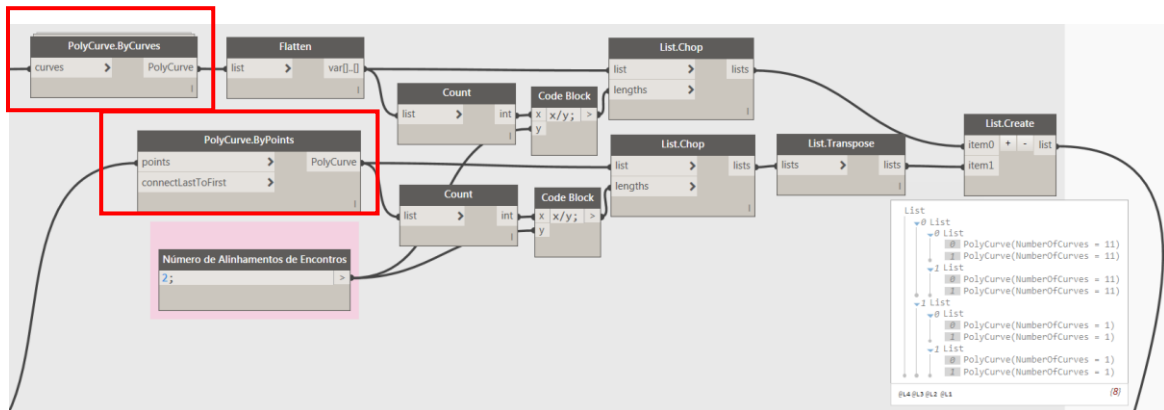 PolyCurve.ByCurves
curves > PolyCurve
l
Flatten
list > var[]..[]
l
List.Chop
list > lists
lengths >
l
Count
list > int
l
Code Block
x x/y; >
y
PolyCurve.ByPoints
points > PolyCurve
connectLastToFirst >
l
List.Chop
list > lists
lengths >
l
List.Transpose
lists > lists
l
List.Create
item0 + - list
item1
l
Count
list > int
l
Code Block
x x/y; >
y
Número de Alinhamentos de Encontros
2; >
List
0 List
0 List
0 PolyCurve(NumberOfCurves = 11)
1 PolyCurve(NumberOfCurves = 11)
1 List
0 PolyCurve(NumberOfCurves = 11)
1 PolyCurve(NumberOfCurves = 11)
1 List
0 List
0 PolyCurve(NumberOfCurves = 1)
1 PolyCurve(NumberOfCurves = 1)
1 List
0 PolyCurve(NumberOfCurves = 1)
1 PolyCurve(NumberOfCurves = 1)
@L4 @L3 @L2 @L1 {8}